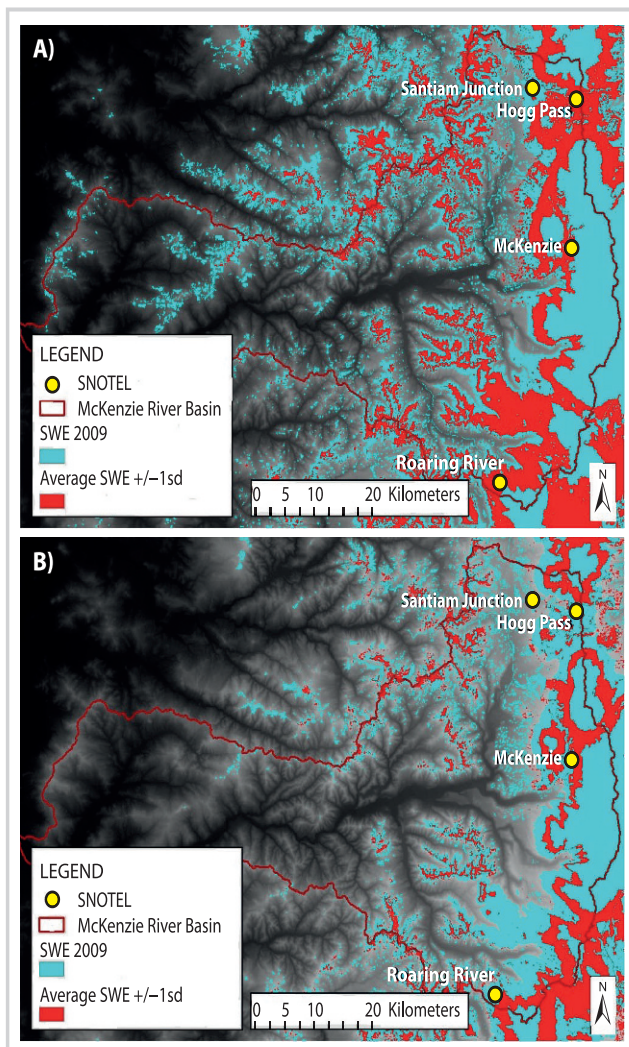 A)
Santiam Junction
Hogg Pass
McKenzie
LEGEND
SNOTEL
McKenzie River Basin
SWE 2009
Average SWE +/−1sd
Roaring River
0 5 10 20 Kilometers
N
B)
Santiam Junction
Hogg Pass
McKenzie
LEGEND
SNOTEL
McKenzie River Basin
SWE 2009
Average SWE +/−1sd
Roaring River
0 5 10 20 Kilometers
N